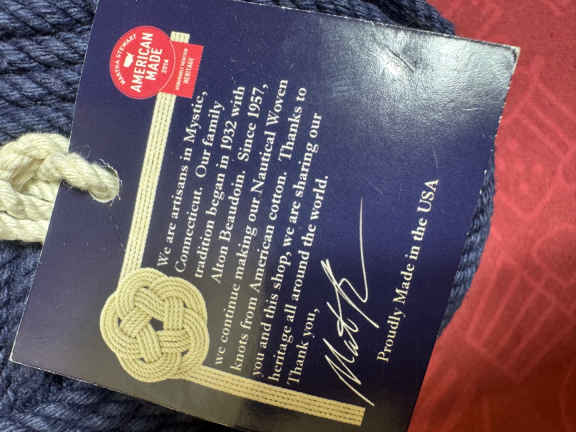 MARTHA STEWART
AMERICAN
MADE
2014
HERITAGE
We are artisans in Mystic,
Connecticut. Our family
tradition began in 1932 with
Alton Beaudoin. Since 1957,
we continue making our Nautical Woven
knots from American cotton. Thanks to
you and this shop, we are sharing our
heritage all around the world.
Thank you,
Proudly Made in the USA